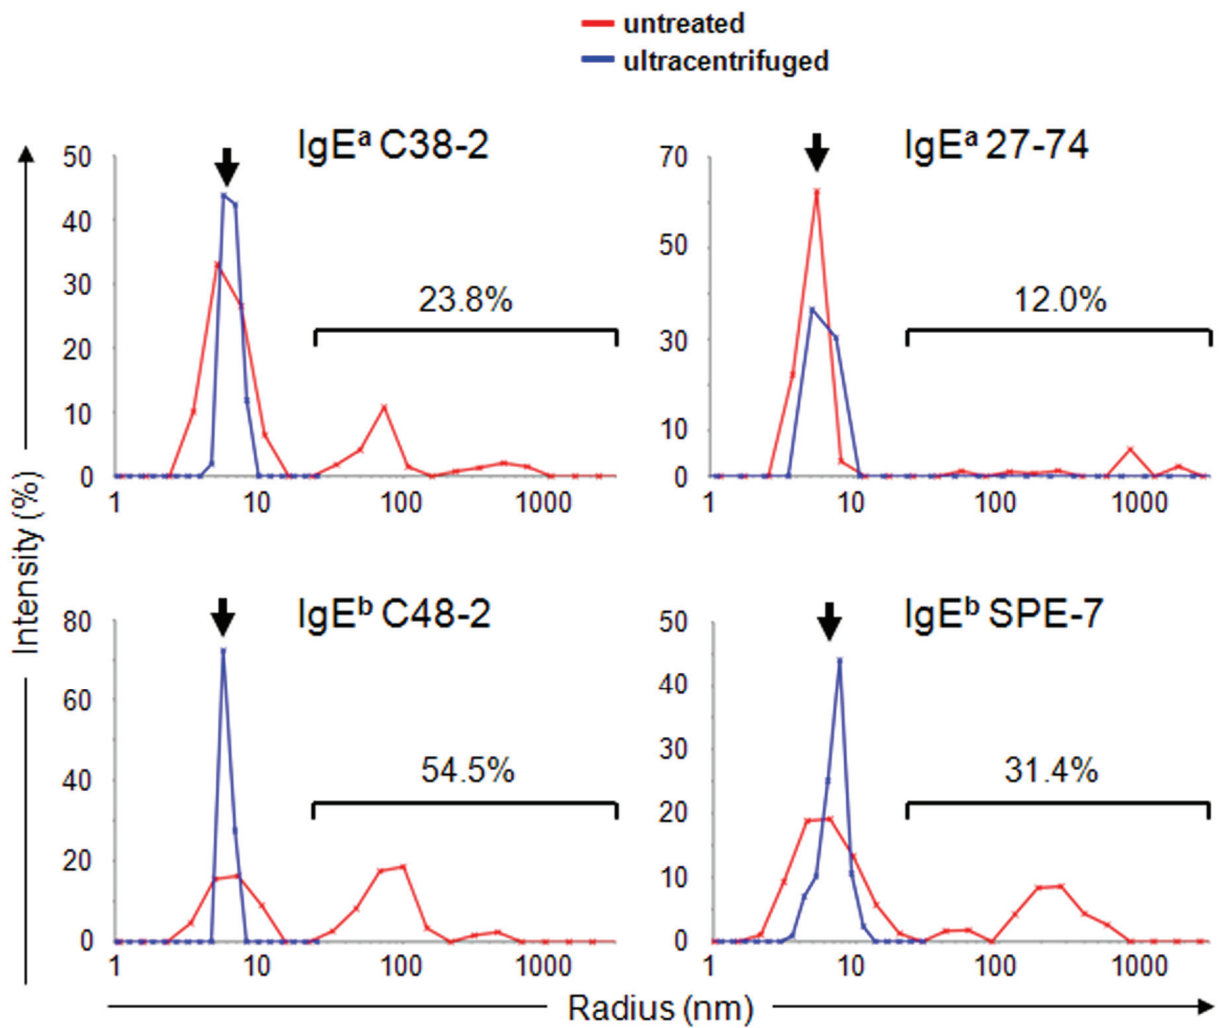 untreated
ultracentrifuged
IgEᵃ C38-2
50
40
30
20
10
0
23.8%
1 10 100 1000
IgEᵃ 27-74
70
50
30
10
0
12.0%
1 10 100 1000
IgEᵇ C48-2
80
60
40
20
0
54.5%
1 10 100 1000
IgEᵇ SPE-7
50
40
30
20
10
0
31.4%
1 10 100 1000
Intensity (%)
Radius (nm)